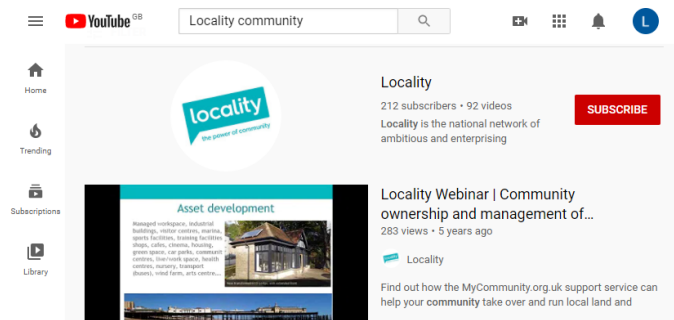 YouTube GB
Locality community
L
Home
Trending
Subscriptions
Library
locality
the power of community
Locality
212 subscribers • 92 videos
Locality is the national network of
ambitious and enterprising
SUBSCRIBE
Asset development
Managed workspace, industrial
buildings, visitor centres, marina,
sports facilities, training facilities
shops, cafes, cinema, housing,
green space, car parks, communit
centres, live/work space, health
centres, nursery, transport
(buses), wind farm, arts centre....
Locality Webinar | Community
ownership and management of...
283 views • 5 years ago
locality
Locality
Find out how the MyCommunity.org.uk support service can
help your community take over and run local land and